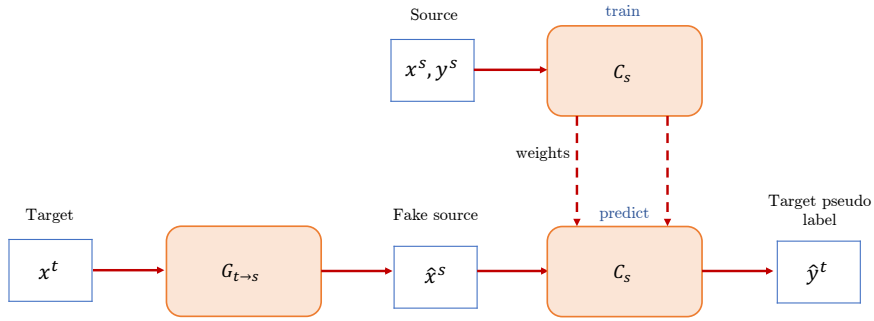 Source
train
x^s, y^s
C_s
weights
Target
Fake source
predict
Target pseudo
label
x^t
G_{t→s}
x̂^s
C_s
ŷ^t